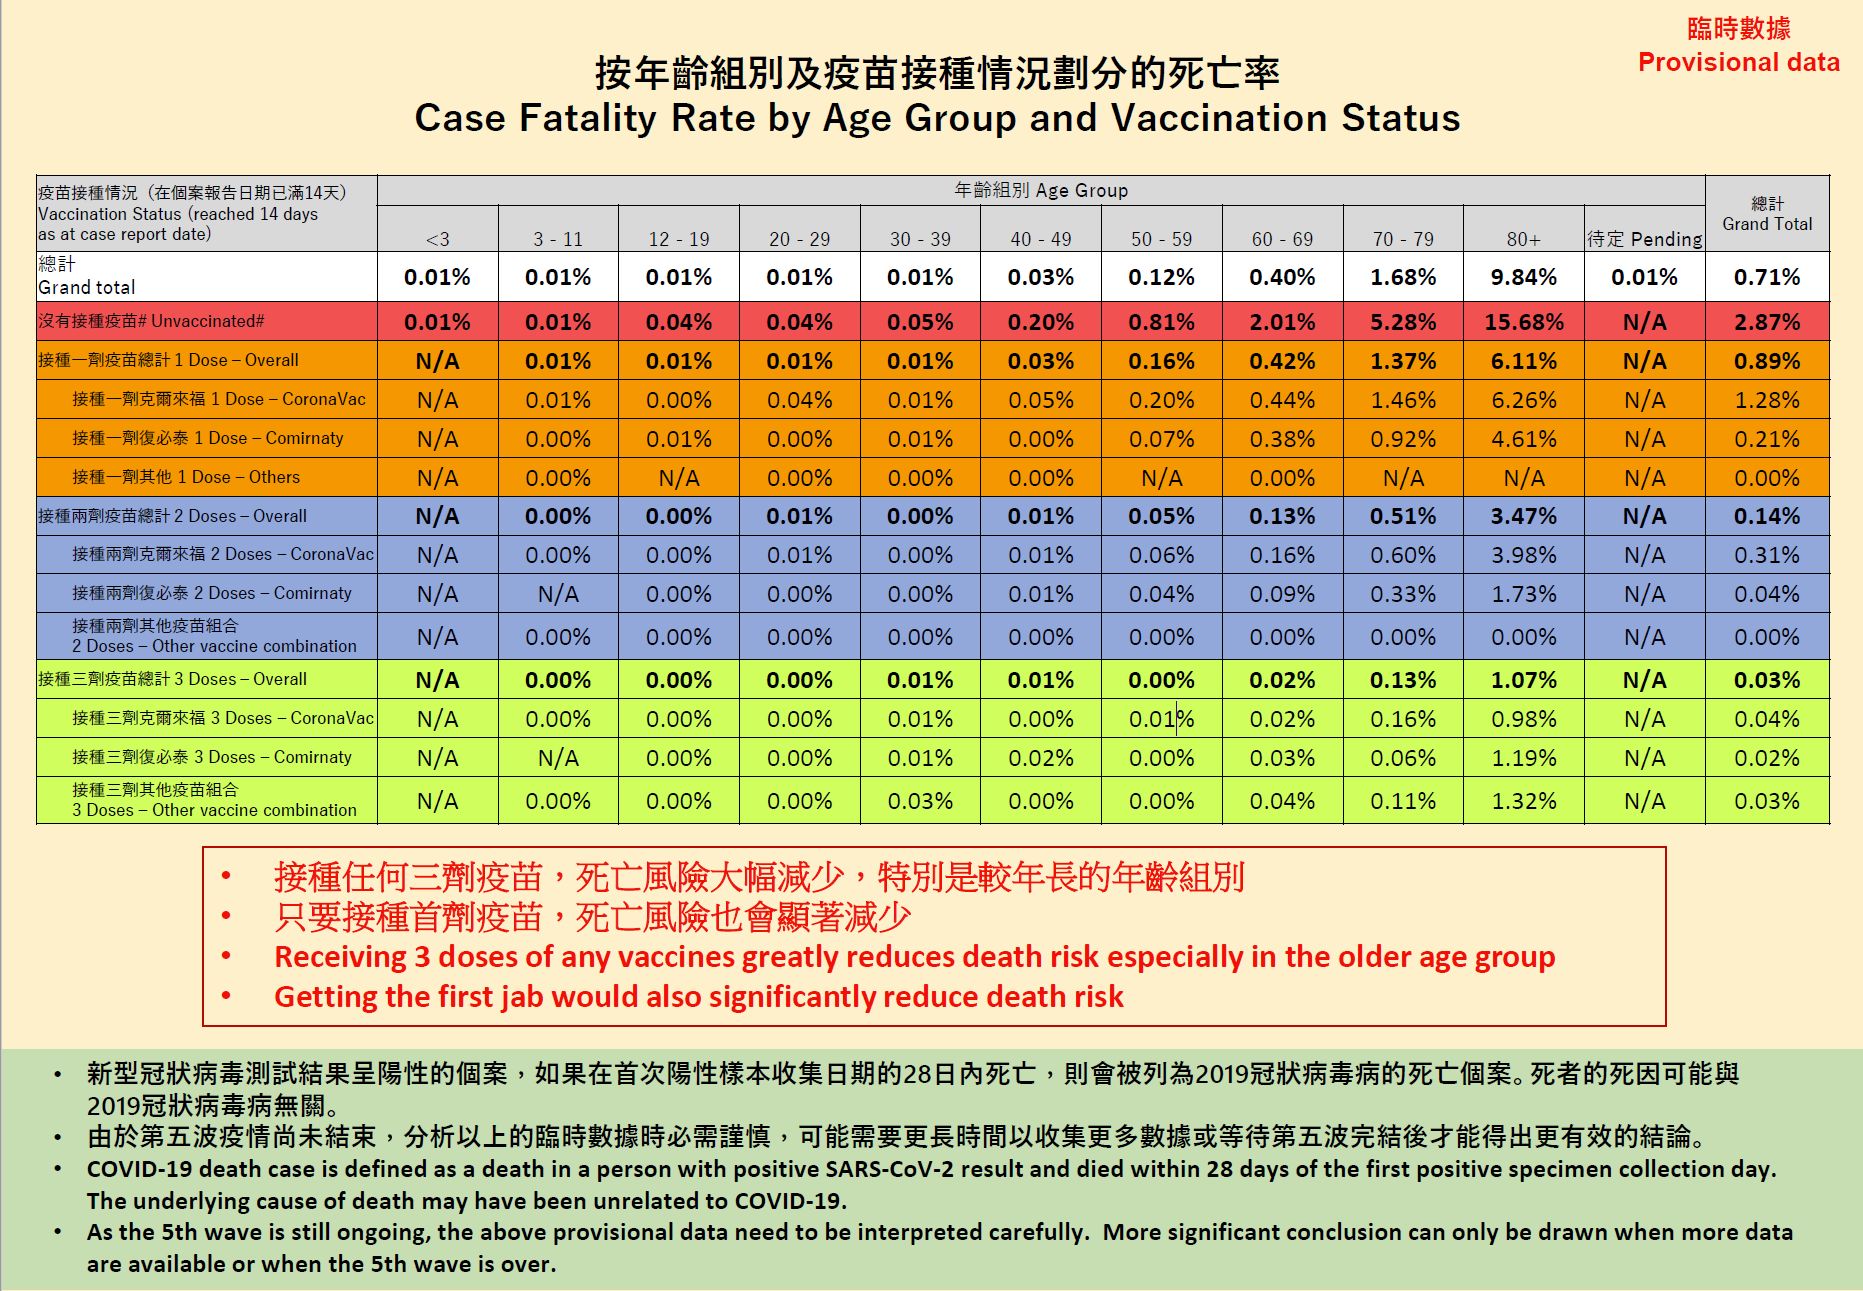 臨時數據
Provisional data
按年齡組別及疫苗接種情況劃分的死亡率
Case Fatality Rate by Age Group and Vaccination Status
疫苗接種情況（在個案報告日期已滿14天） 年齡組別 Age Group 總計
Vaccination Status (reached 14 days Grand Total
as at case report date) <3 3 - 11 12 - 19 20 - 29 30 - 39 40 - 49 50 - 59 60 - 69 70 - 79 80+ 待定 Pending
總計
Grand total 0.01% 0.01% 0.01% 0.01% 0.01% 0.03% 0.12% 0.40% 1.68% 9.84% 0.01% 0.71%
沒有接種疫苗# Unvaccinated# 0.01% 0.01% 0.04% 0.04% 0.05% 0.20% 0.81% 2.01% 5.28% 15.68% N/A 2.87%
接種一劑疫苗總計 1 Dose – Overall N/A 0.01% 0.01% 0.01% 0.01% 0.03% 0.16% 0.42% 1.37% 6.11% N/A 0.89%
接種一劑克爾來福 1 Dose – CoronaVac N/A 0.01% 0.00% 0.04% 0.01% 0.05% 0.20% 0.44% 1.46% 6.26% N/A 1.28%
接種一劑復必泰 1 Dose – Comirnaty N/A 0.00% 0.01% 0.00% 0.01% 0.00% 0.07% 0.38% 0.92% 4.61% N/A 0.21%
接種一劑其他 1 Dose – Others N/A 0.00% N/A 0.00% 0.00% 0.00% N/A 0.00% N/A N/A N/A 0.00%
接種兩劑疫苗總計 2 Doses – Overall N/A 0.00% 0.00% 0.01% 0.00% 0.01% 0.05% 0.13% 0.51% 3.47% N/A 0.14%
接種兩劑克爾來福 2 Doses – CoronaVac N/A 0.00% 0.00% 0.01% 0.00% 0.01% 0.06% 0.16% 0.60% 3.98% N/A 0.31%
接種兩劑復必泰 2 Doses – Comirnaty N/A N/A 0.00% 0.00% 0.00% 0.01% 0.04% 0.09% 0.33% 1.73% N/A 0.04%
接種兩劑其他疫苗組合
2 Doses – Other vaccine combination N/A 0.00% 0.00% 0.00% 0.00% 0.00% 0.00% 0.00% 0.00% 0.00% N/A 0.00%
接種三劑疫苗總計 3 Doses – Overall N/A 0.00% 0.00% 0.00% 0.01% 0.01% 0.00% 0.02% 0.13% 1.07% N/A 0.03%
接種三劑克爾來福 3 Doses – CoronaVac N/A 0.00% 0.00% 0.00% 0.01% 0.00% 0.01% 0.02% 0.16% 0.98% N/A 0.04%
接種三劑復必泰 3 Doses – Comirnaty N/A N/A 0.00% 0.00% 0.01% 0.02% 0.00% 0.03% 0.06% 1.19% N/A 0.02%
接種三劑其他疫苗組合
3 Doses – Other vaccine combination N/A 0.00% 0.00% 0.00% 0.03% 0.00% 0.00% 0.04% 0.11% 1.32% N/A 0.03%
• 接種任何三劑疫苗，死亡風險大幅減少，特別是較年長的年齡組別
• 只要接種首劑疫苗，死亡風險也會顯著減少
• Receiving 3 doses of any vaccines greatly reduces death risk especially in the older age group
• Getting the first jab would also significantly reduce death risk
• 新型冠狀病毒測試結果呈陽性的個案，如果在首次陽性樣本收集日期的28日內死亡，則會被列為2019冠狀病毒病的死亡個案。死者的死因可能與
2019冠狀病毒病無關。
• 由於第五波疫情尚未結束，分析以上的臨時數據時必需謹慎，可能需要更長時間以收集更多數據或等待第五波完結後才能得出更有效的結論。
• COVID-19 death case is defined as a death in a person with positive SARS-CoV-2 result and died within 28 days of the first positive specimen collection day.
The underlying cause of death may have been unrelated to COVID-19.
• As the 5th wave is still ongoing, the above provisional data need to be interpreted carefully. More significant conclusion can only be drawn when more data
are available or when the 5th wave is over.